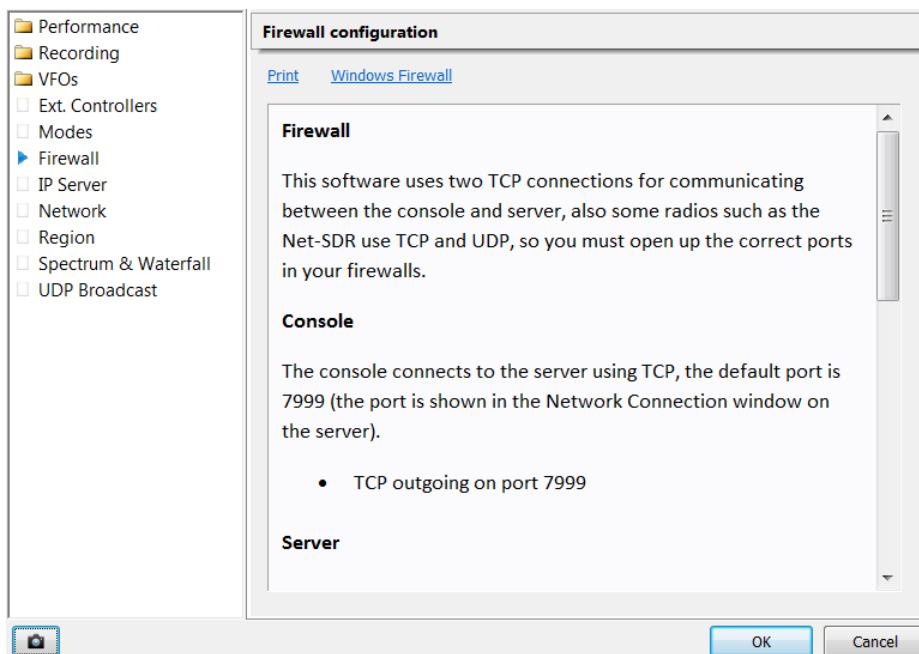 Performance
Recording
VFOs
Ext. Controllers
Modes
Firewall
IP Server
Network
Region
Spectrum & Waterfall
UDP Broadcast
Firewall configuration
Print Windows Firewall
Firewall
This software uses two TCP connections for communicating
between the console and server, also some radios such as the
Net-SDR use TCP and UDP, so you must open up the correct ports
in your firewalls.
Console
The console connects to the server using TCP, the default port is
7999 (the port is shown in the Network Connection window on
the server).
• TCP outgoing on port 7999
Server
OK Cancel